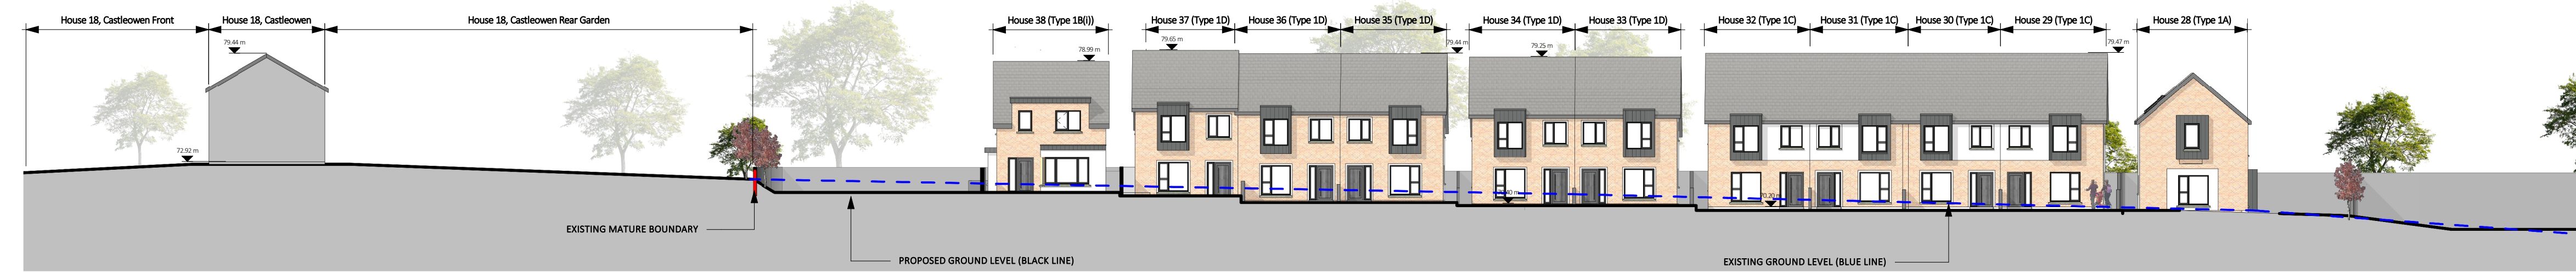 House 18, Castleowen Front
House 18, Castleowen
House 18, Castleowen Rear Garden
House 38 (Type 1B(i))
House 37 (Type 1D)
House 36 (Type 1D)
House 35 (Type 1D)
House 34 (Type 1D)
House 33 (Type 1D)
House 32 (Type 1C)
House 31 (Type 1C)
House 30 (Type 1C)
House 29 (Type 1C)
House 28 (Type 1A)
79.44 m
78.99 m
79.65 m
79.44 m
79.25 m
79.47 m
72.92 m
70.20 m
EXISTING MATURE BOUNDARY
PROPOSED GROUND LEVEL (BLACK LINE)
EXISTING GROUND LEVEL (BLUE LINE)